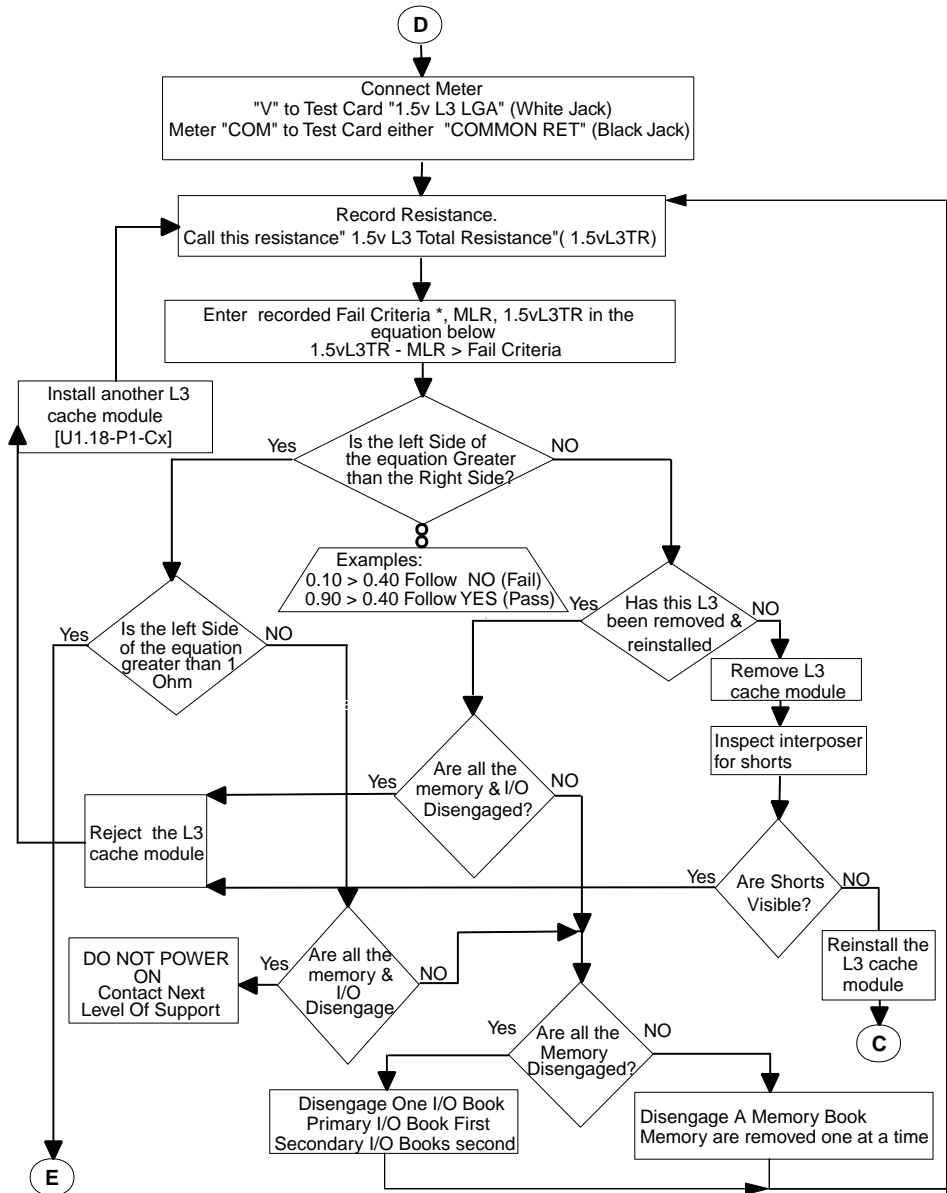 D
Connect Meter
"V" to Test Card "1.5v L3 LGA" (White Jack)
Meter "COM" to Test Card either "COMMON RET" (Black Jack)
Record Resistance.
Call this resistance" 1.5v L3 Total Resistance"( 1.5vL3TR)
Enter recorded Fail Criteria *, MLR, 1.5vL3TR in the
equation below
1.5vL3TR - MLR > Fail Criteria
Install another L3
cache module
[U1.18-P1-Cx]
Yes
Is the left Side of
the equation Greater
than the Right Side?
NO
Examples:
0.10 > 0.40 Follow NO (Fail)
0.90 > 0.40 Follow YES (Pass)
Yes
Is the left Side
of the equation
greater than 1
Ohm
NO
Yes
Has this L3
been removed &
reinstalled
NO
Remove L3
cache module
Inspect interposer
for shorts
Yes
Are all the
memory & I/O
Disengaged?
NO
Reject the L3
cache module
Yes
Are Shorts
Visible?
NO
Reinstall the
L3 cache
module
C
DO NOT POWER
ON
Contact Next
Level Of Support
Yes
Are all the
memory &
I/O
Disengage
NO
Yes
Are all the
Memory
Disengaged?
NO
Disengage One I/O Book
Primary I/O Book First
Secondary I/O Books second
Disengage A Memory Book
Memory are removed one at a time
E